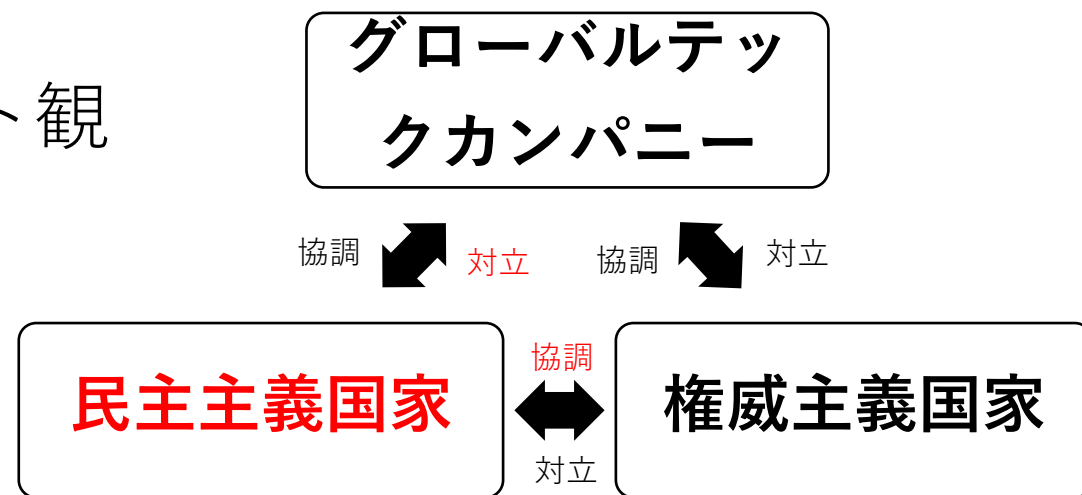 グローバルテッ
クカンパニー
ト観
協調
対立
協調
対立
民主主義国家
協調
対立
権威主義国家